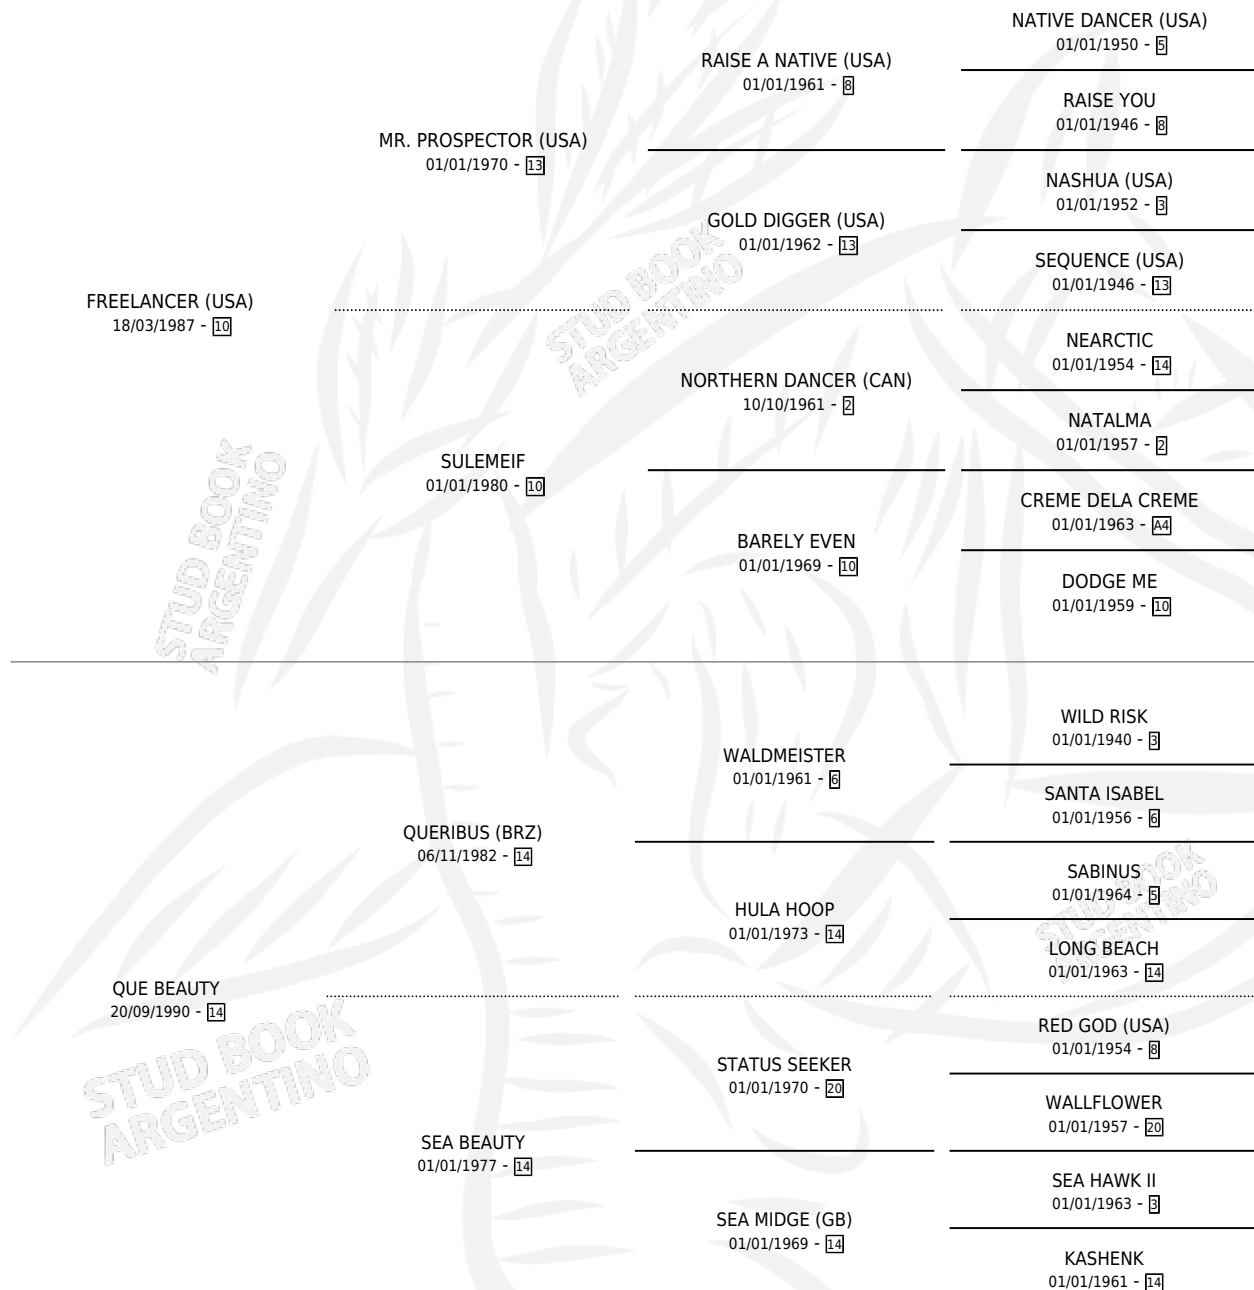 NATIVE DANCER (USA)
01/01/1950 - 5
RAISE A NATIVE (USA)
01/01/1961 - 8
RAISE YOU
01/01/1946 - 8
MR. PROSPECTOR (USA)
01/01/1970 - 13
NASHUA (USA)
01/01/1952 - 3
GOLD DIGGER (USA)
01/01/1962 - 13
SEQUENCE (USA)
01/01/1946 - 13
FREELANCER (USA)
18/03/1987 - 10
NEARCTIC
01/01/1954 - 14
NORTHERN DANCER (CAN)
10/10/1961 - 2
NATALMA
01/01/1957 - 2
SULEMEIF
01/01/1980 - 10
CREME DELA CREME
01/01/1963 - A4
BARELY EVEN
01/01/1969 - 10
DODGE ME
01/01/1959 - 10
WILD RISK
01/01/1940 - 3
WALDMEISTER
01/01/1961 - 6
SANTA ISABEL
01/01/1956 - 6
QUERIBUS (BRZ)
06/11/1982 - 14
SABINUS
01/01/1964 - 5
HULA HOOP
01/01/1973 - 14
LONG BEACH
01/01/1963 - 14
QUE BEAUTY
20/09/1990 - 14
RED GOD (USA)
01/01/1954 - 8
STATUS SEEKER
01/01/1970 - 20
WALLFLOWER
01/01/1957 - 20
SEA BEAUTY
01/01/1977 - 14
SEA HAWK II
01/01/1963 - 3
SEA MIDGE (GB)
01/01/1969 - 14
KASHENK
01/01/1961 - 14
STUD BOOK
ARGENTINO
STUD BOOK
ARGENTINO
STUD BOOK
ARGENTINO
STUD BOOK
ARGENTINO